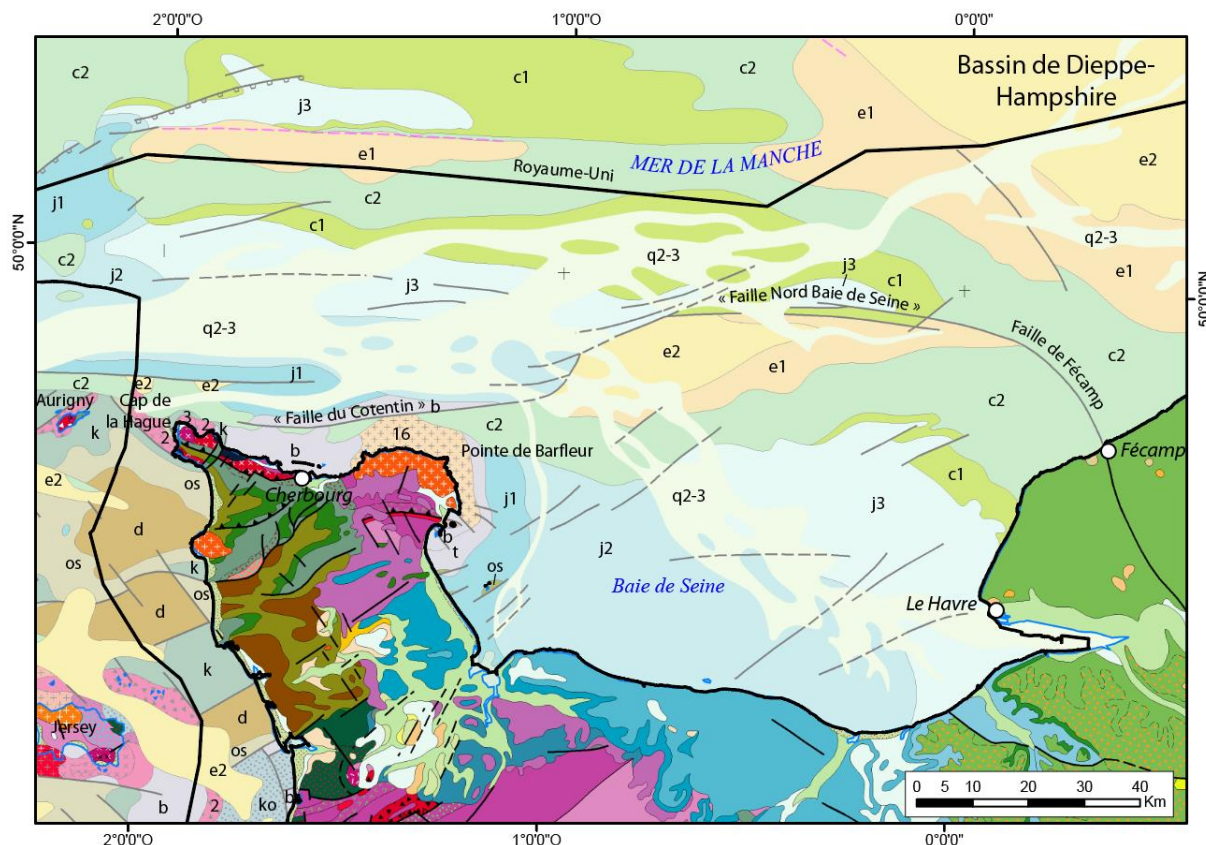 2°0'0"O 1°0'0"O 0°0'0"
c2
c1
c2
Bassin de Dieppe-
Hampshire
j3
e1
e1
MER DE LA MANCHE
e2
Royaume-Uni
j1
c2
c1
50°0'0"N
q2-3
q2-3
c2
j2
j3
j3
c1
e1
50°0'0"N
« Faille Nord Baie de Seine »
q2-3
Faille de Fécamp
e2
e1
c2
j1
c2
e2
e2
Aurigny
Cap de
la Hague
« Faille du Cotentin »
b
c2
c2
k
3
2
2
k
b
16
Pointe de Barfleur
Fécamp
c1
e2
os
Cherbourg
q2-3
j3
j1
d
b
t
j2
os
k
os
os
Baie de Seine
Le Havre
d
k
Jersey
d
os
e2
b
2
ko
b
0 5 10 20 30 40
Km
2°0'0"O 1°0'0"O 0°0'0"